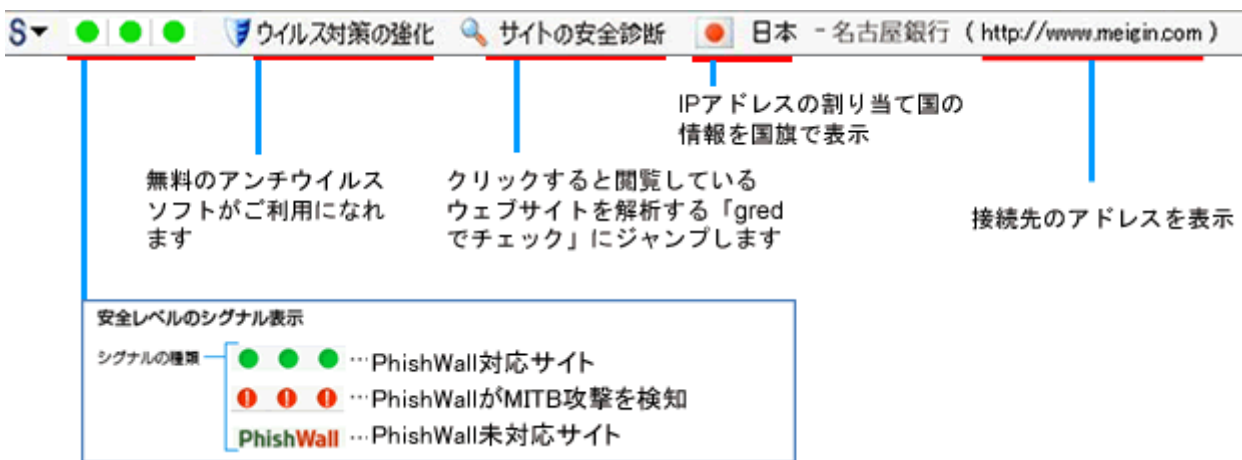 S▼ ウイルス対策の強化 サイトの安全診断 日本 - 名古屋銀行 ( http://www.meigin.com )
IPアドレスの割り当て国の
情報を国旗で表示
無料のアンチウイルス
ソフトがご利用になれ
ます
クリックすると閲覧している
ウェブサイトを解析する「gred
でチェック」にジャンプします
接続先のアドレスを表示
安全レベルのシグナル表示
シグナルの種類
…PhishWall対応サイト
…PhishWallがMITB攻撃を検知
PhishWall …PhishWall未対応サイト